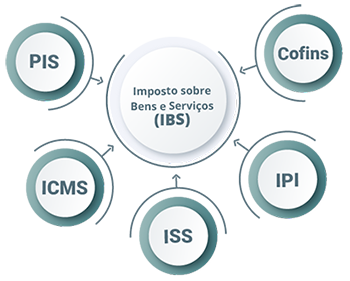 PIS
Cofins
Imposto sobre
Bens e Serviços
(IBS)
ICMS
IPI
ISS